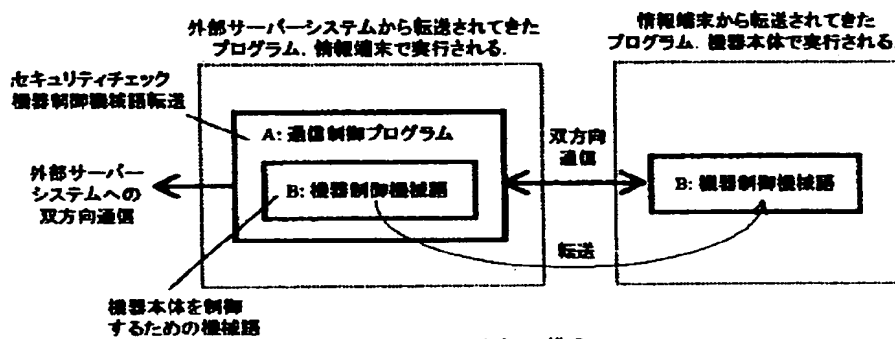 外部サーバーシステムから転送されてきた
プログラム．情報端末で実行される．
情報端末から転送されてきた
プログラム．機器本体で実行される
セキュリティチェック
機器制御機械語転送
A: 通信制御プログラム
B: 機器制御機械語
双方向
通信
B: 機器制御機械語
外部サーバー
システムへの
双方向通信
転送
機器本体を制御
するための機械語